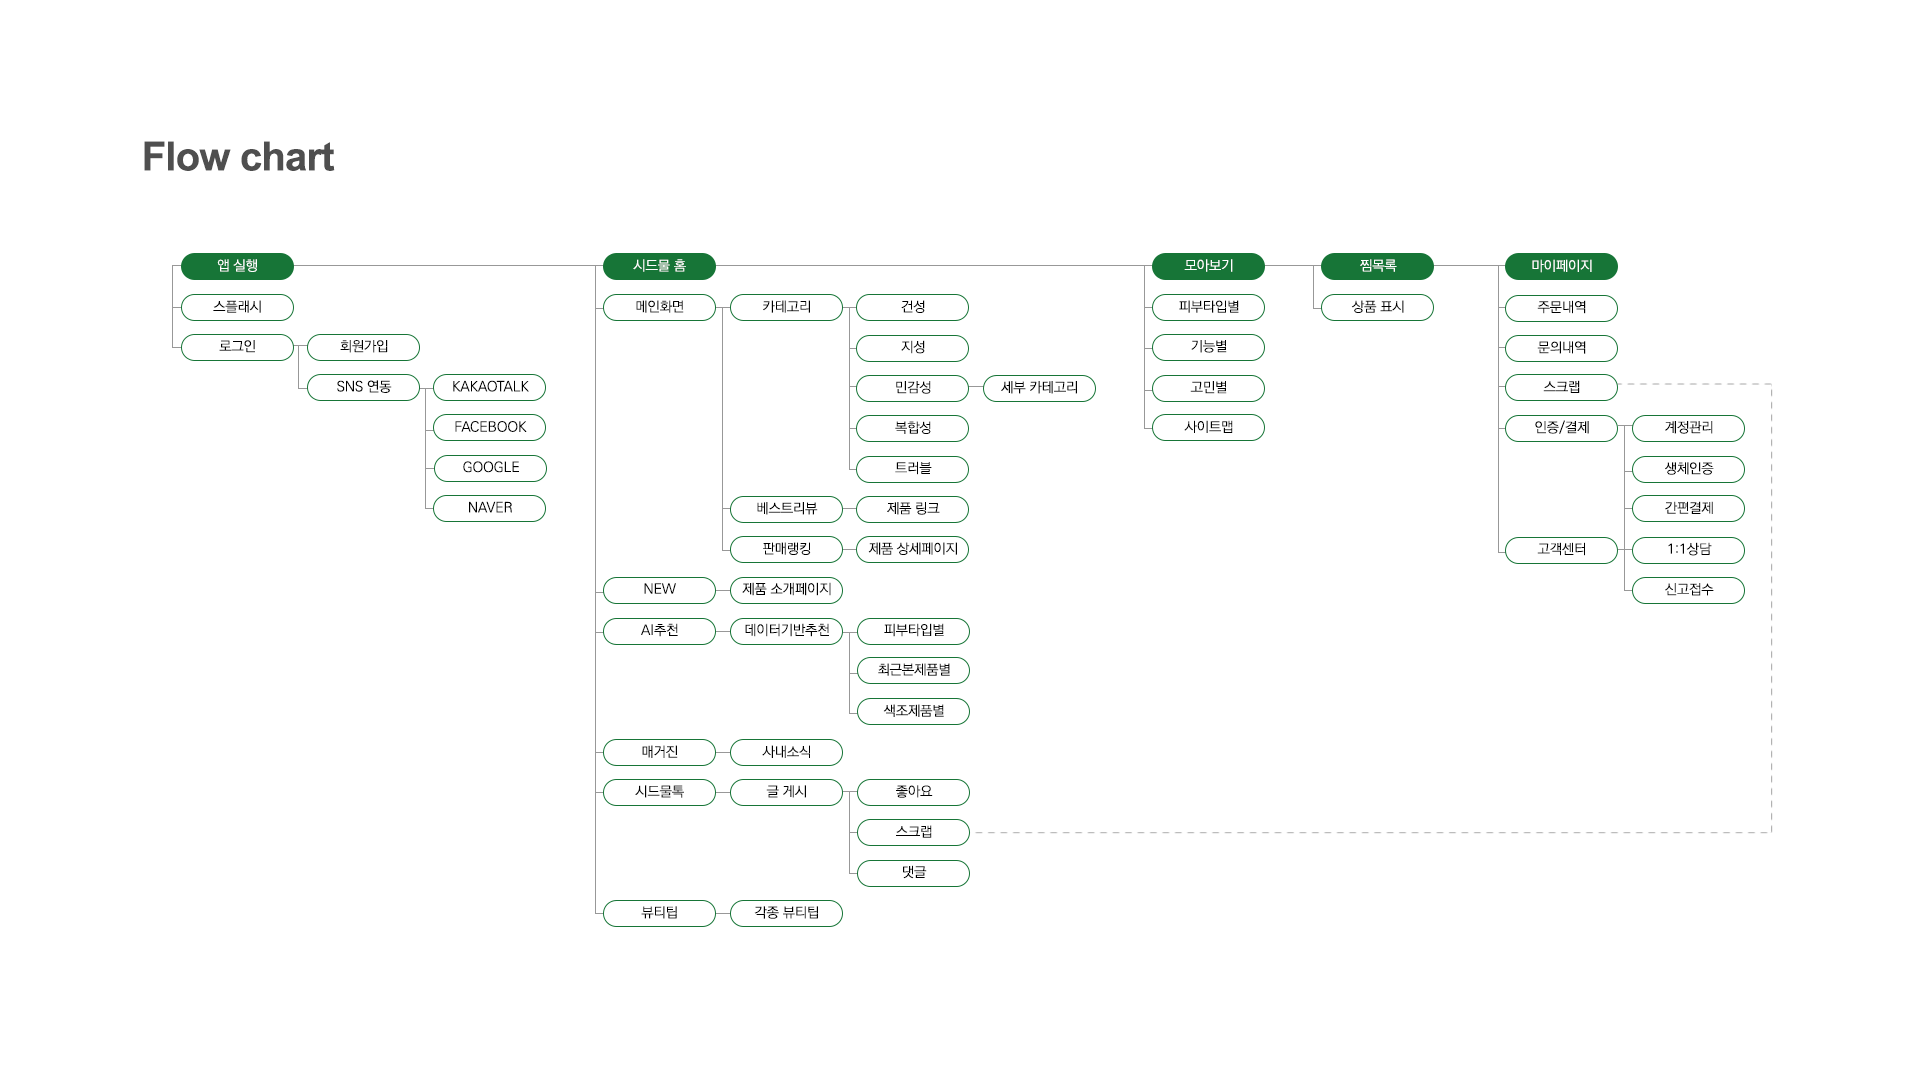 Flow chart
앱 실행
스플래시
로그인
회원가입
SNS 연동
KAKAOTALK
FACEBOOK
GOOGLE
NAVER
시드물 홈
메인화면
카테고리
건성
지성
민감성
세부 카테고리
복합성
트러블
베스트리뷰
제품 링크
판매랭킹
제품 상세페이지
NEW
제품 소개페이지
AI추천
데이터기반추천
피부타입별
최근본제품별
색조제품별
매거진
사내소식
시드물톡
글 게시
좋아요
스크랩
댓글
뷰티팁
각종 뷰티팁
모아보기
피부타입별
기능별
고민별
사이트맵
찜목록
상품 표시
마이페이지
주문내역
문의내역
스크랩
인증/결제
계정관리
생체인증
간편결제
고객센터
1:1상담
신고접수